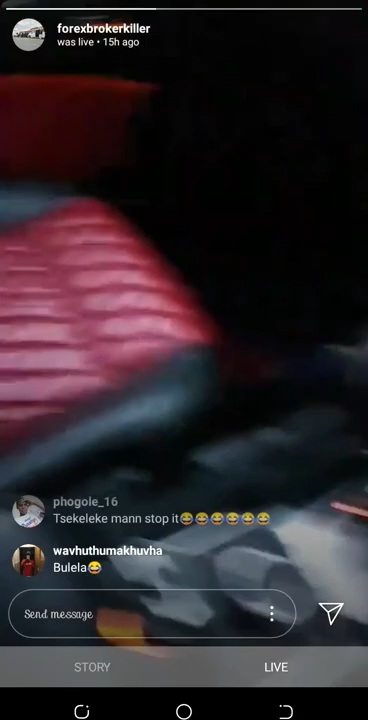 forexbrokerkiller
was live • 15h ago
phogole_16
Tsekeleke mann stop it😂😂😂😂😂😂
wavhuthumakhuvha
Bulela😂
Send message
STORY LIVE